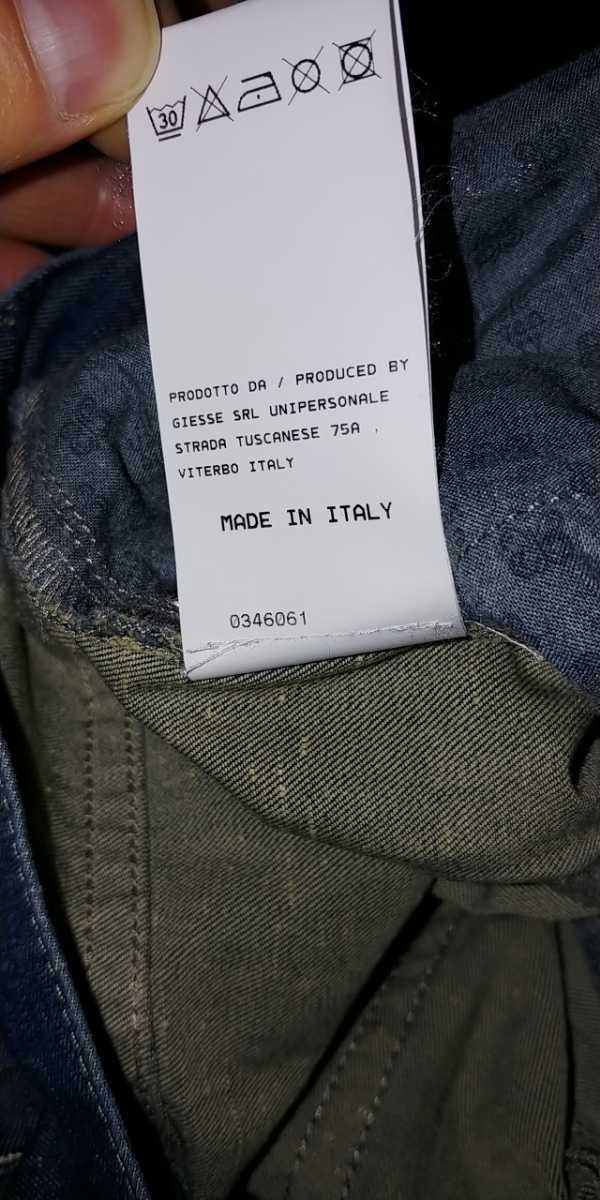 30
PRODOTTO DA / PRODUCED BY
GIESSE SRL UNIPERSONALE
STRADA TUSCANESE 75A ,
VITERBO ITALY
MADE IN ITALY
0346061